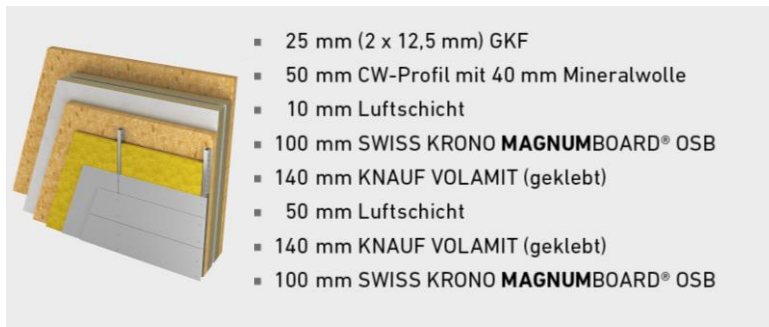 25 mm (2 x 12,5 mm) GKF
50 mm CW-Profil mit 40 mm Mineralwolle
10 mm Luftschicht
100 mm SWISS KRONO MAGNUMBOARD® OSB
140 mm KNAUF VOLAMIT (geklebt)
50 mm Luftschicht
140 mm KNAUF VOLAMIT (geklebt)
100 mm SWISS KRONO MAGNUMBOARD® OSB